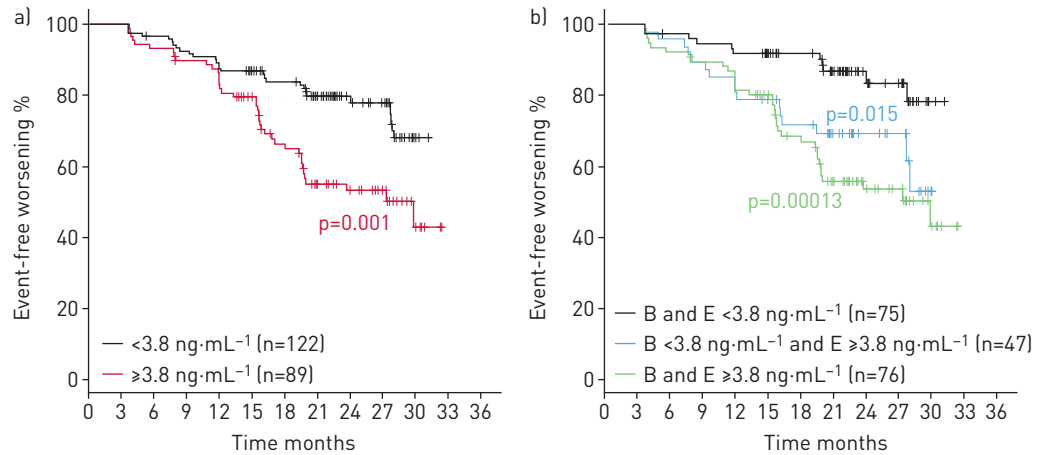 a)
Event-free worsening %
100
80
60
40
20
0
p=0.001
<3.8 ng·mL⁻¹ (n=122)
⩾3.8 ng·mL⁻¹ (n=89)
0 3 6 9 12 15 18 21 24 27 30 33 36
Time months
b)
Event-free worsening %
100
80
60
40
20
0
p=0.015
p=0.00013
B and E <3.8 ng·mL⁻¹ (n=75)
B <3.8 ng·mL⁻¹ and E ⩾3.8 ng·mL⁻¹ (n=47)
B and E ⩾3.8 ng·mL⁻¹ (n=76)
0 3 6 9 12 15 18 21 24 27 30 33 36
Time months